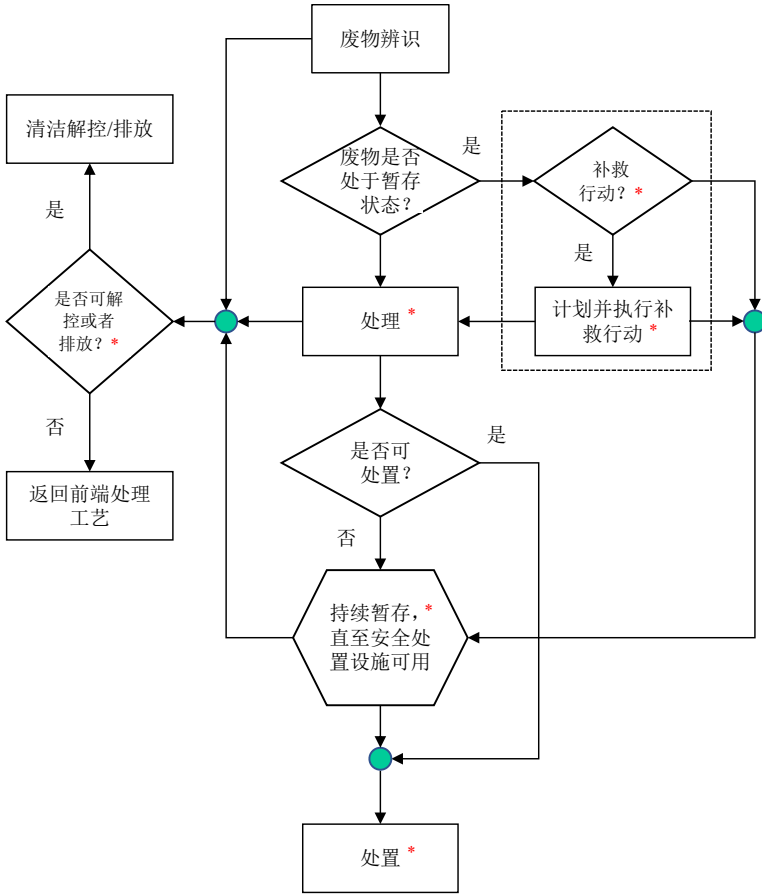 废物辨识
清洁解控/排放
废物是否
处于暂存
状态？
是
补救
行动？*
是
是
是否可解
控或者
排放？*
处理 *
计划并执行补
救行动 *
否
返回前端处理
工艺
是否可
处置？
是
否
持续暂存，*
直至安全处
置设施可用
处置 *